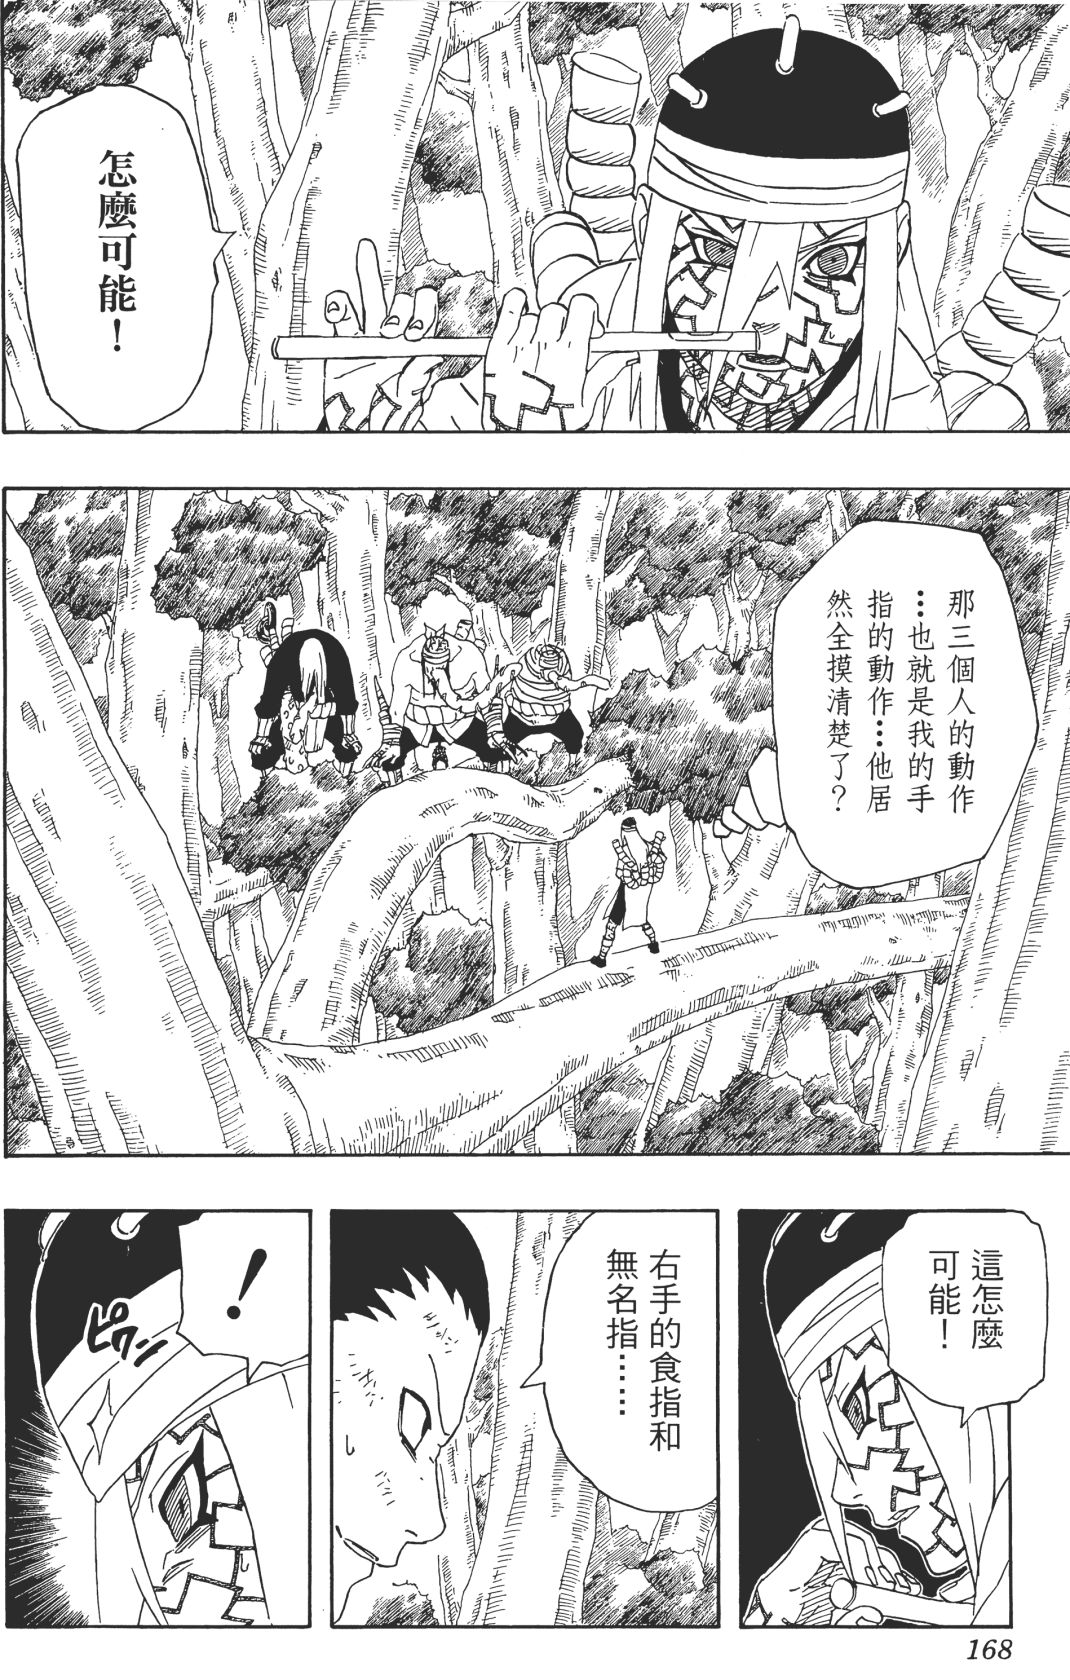 怎麼可能！
那三個人的動作
…也就是我的手
指的動作…他居
然全摸清楚了？
這怎麼
可能！
右手的食指和
無名指……
！
ピクン
168